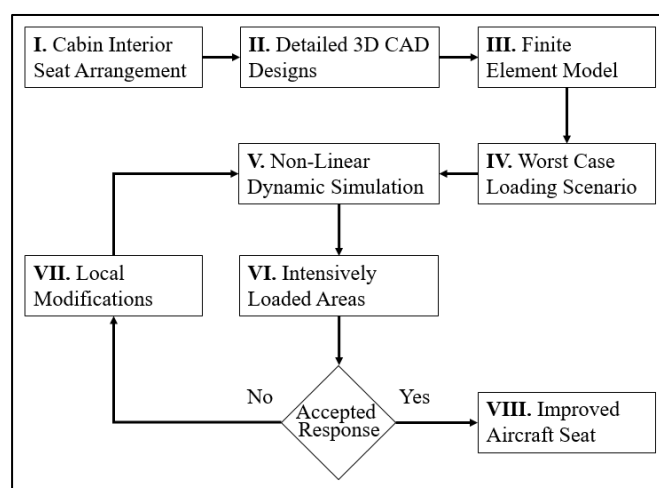 I. Cabin Interior
Seat Arrangement
II. Detailed 3D CAD
Designs
III. Finite
Element Model
IV. Worst Case
Loading Scenario
V. Non-Linear
Dynamic Simulation
VI. Intensively
Loaded Areas
VII. Local
Modifications
No
Accepted
Response
Yes
VIII. Improved
Aircraft Seat